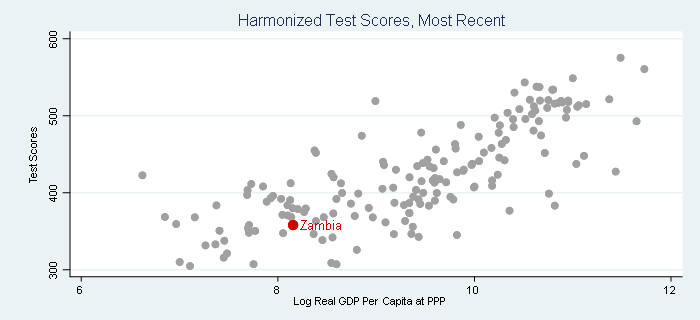 Harmonized Test Scores, Most Recent
600
500
400
300
Test Scores
Zambia
6
8
10
12
Log Real GDP Per Capita at PPP